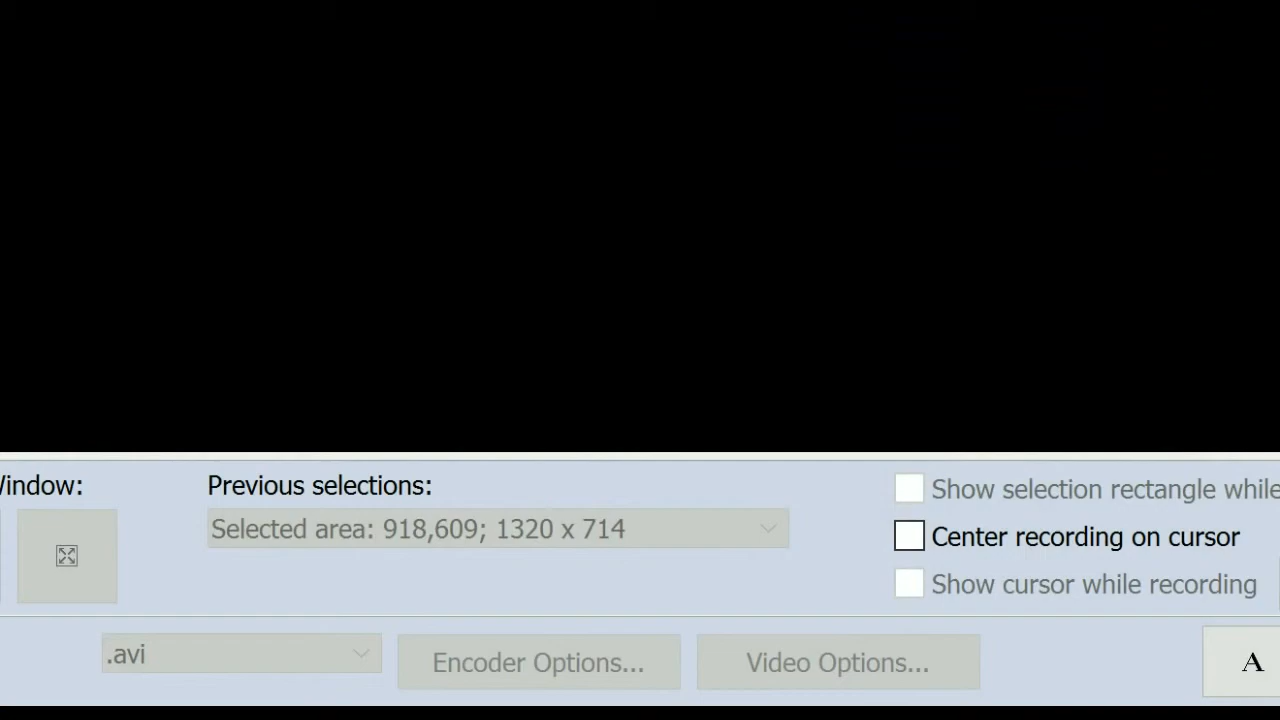 Window:
Previous selections:
Selected area: 918,609; 1320 x 714
Show selection rectangle while
Center recording on cursor
Show cursor while recording
.avi
Encoder Options...
Video Options...
A